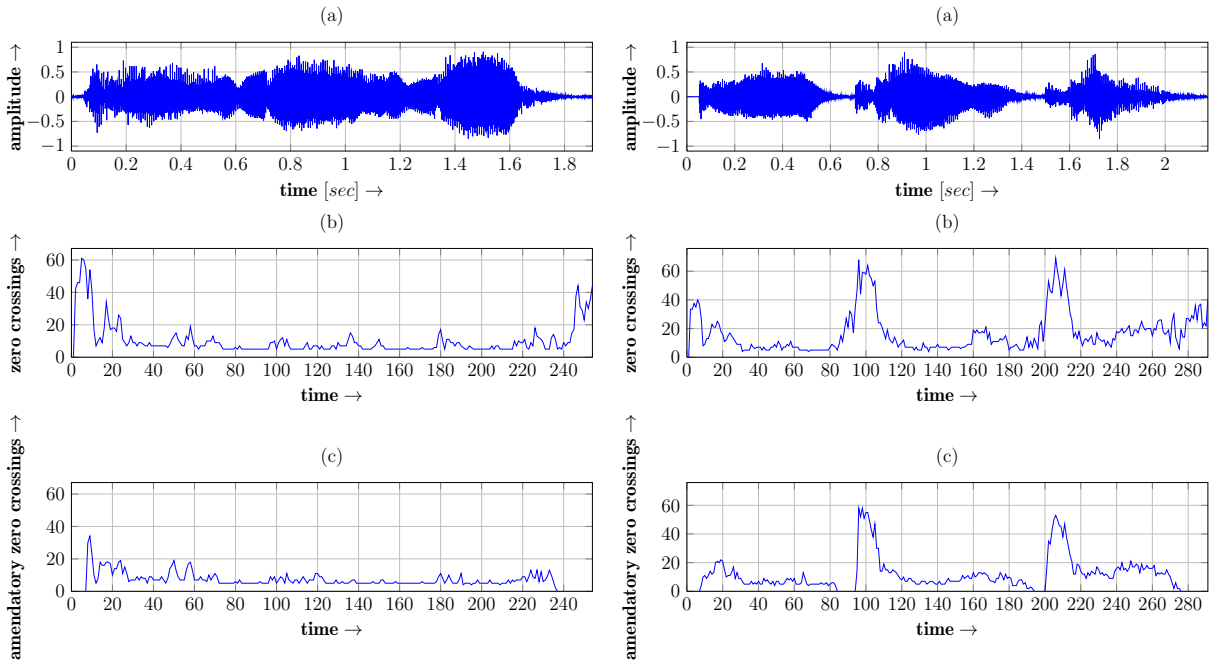 (a)
amplitude →
1
0.5
0
−0.5
−1
0 0.2 0.4 0.6 0.8 1 1.2 1.4 1.6 1.8
time [sec] →
(b)
zero crossings →
60
40
20
0
0 20 40 60 80 100 120 140 160 180 200 220 240
time →
(c)
amendatory zero crossings →
60
40
20
0
0 20 40 60 80 100 120 140 160 180 200 220 240
time →
(a)
amplitude →
1
0.5
0
−0.5
−1
0 0.2 0.4 0.6 0.8 1 1.2 1.4 1.6 1.8 2
time [sec] →
(b)
zero crossings →
60
40
20
0
0 20 40 60 80 100 120 140 160 180 200 220 240 260 280
time →
(c)
amendatory zero crossings →
60
40
20
0
0 20 40 60 80 100 120 140 160 180 200 220 240 260 280
time →